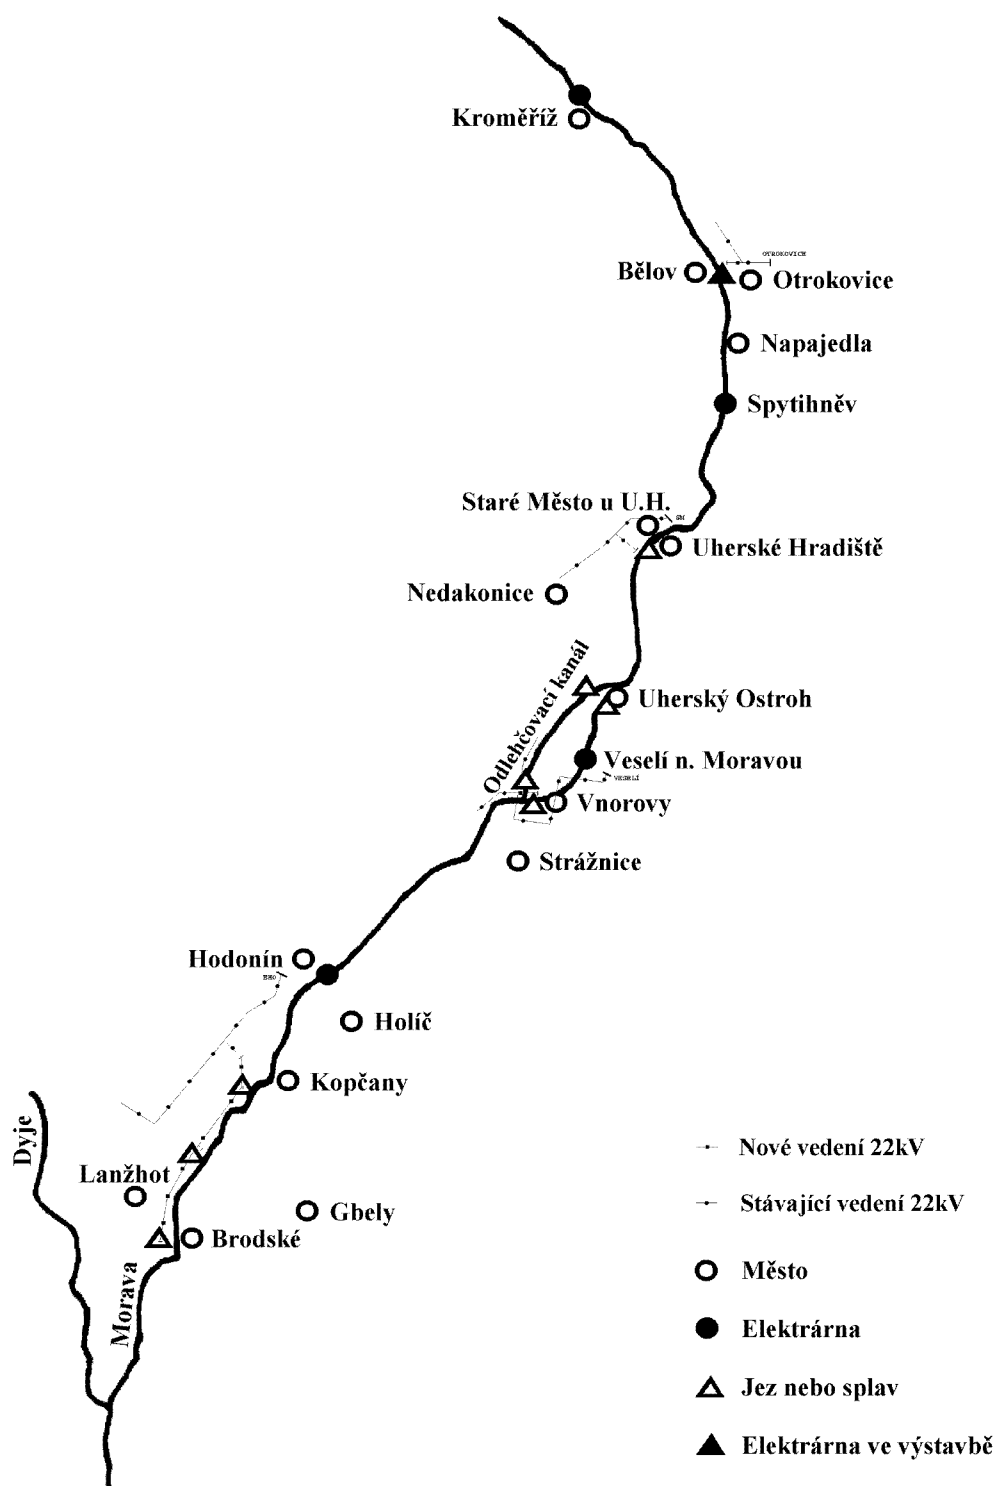 Kroměříž
OTROKOVICH
Bělov
Otrokovice
Napajedla
Spytihněv
Staré Město u U.H.
SM
Uherské Hradiště
Nedakonice
Odlehčovací kanál
Uherský Ostroh
Veselí n. Moravou
VESELÍ
Vnorovy
Strážnice
Hodonín
EHO
Holíč
Kopčany
Dyje
Lanžhot
Gbely
Brodské
Morava
Nové vedení 22kV
Stávající vedení 22kV
Město
Elektrárna
Jez nebo splav
Elektrárna ve výstavbě